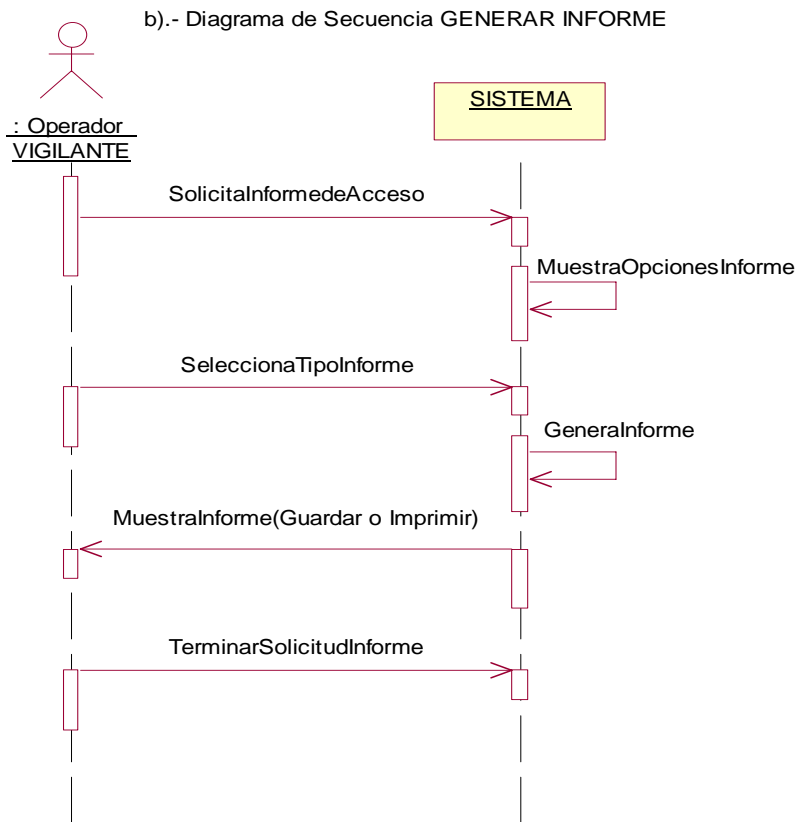 b).- Diagrama de Secuencia GENERAR INFORME
SISTEMA
: Operador
VIGILANTE
SolicitaInformedeAcceso
MuestraOpcionesInforme
SeleccionaTipoInforme
GeneraInforme
MuestraInforme(Guardar o Imprimir)
TerminarSolicitudInforme